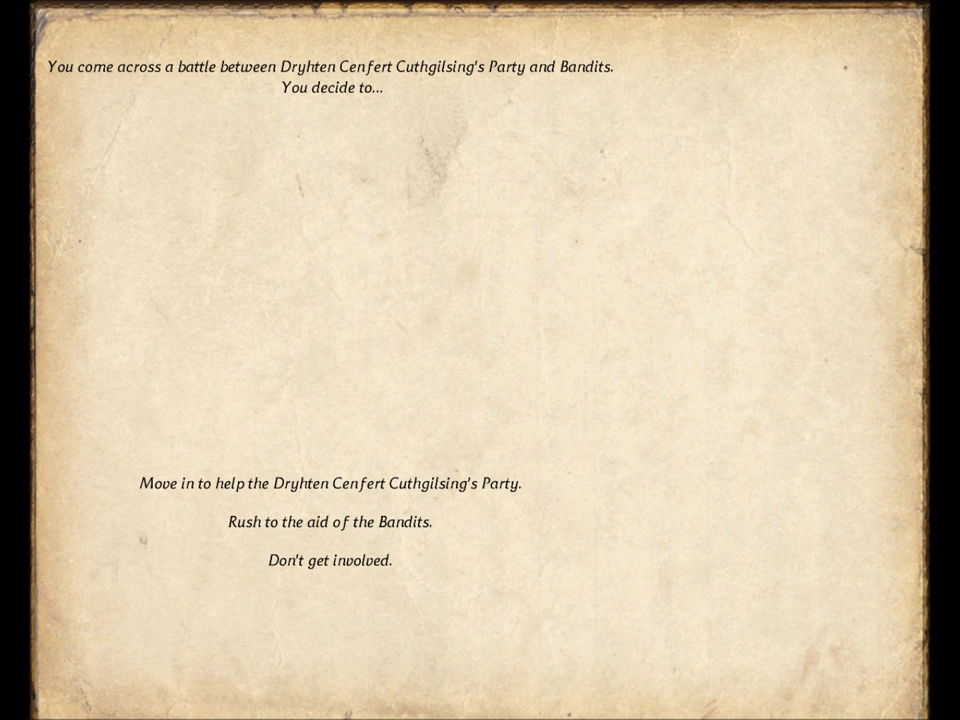 You come across a battle between Dryhten Cenfert Cuthgilsing's Party and Bandits.
You decide to...
Move in to help the Dryhten Cenfert Cuthgilsing's Party.
Rush to the aid of the Bandits.
Don't get involved.